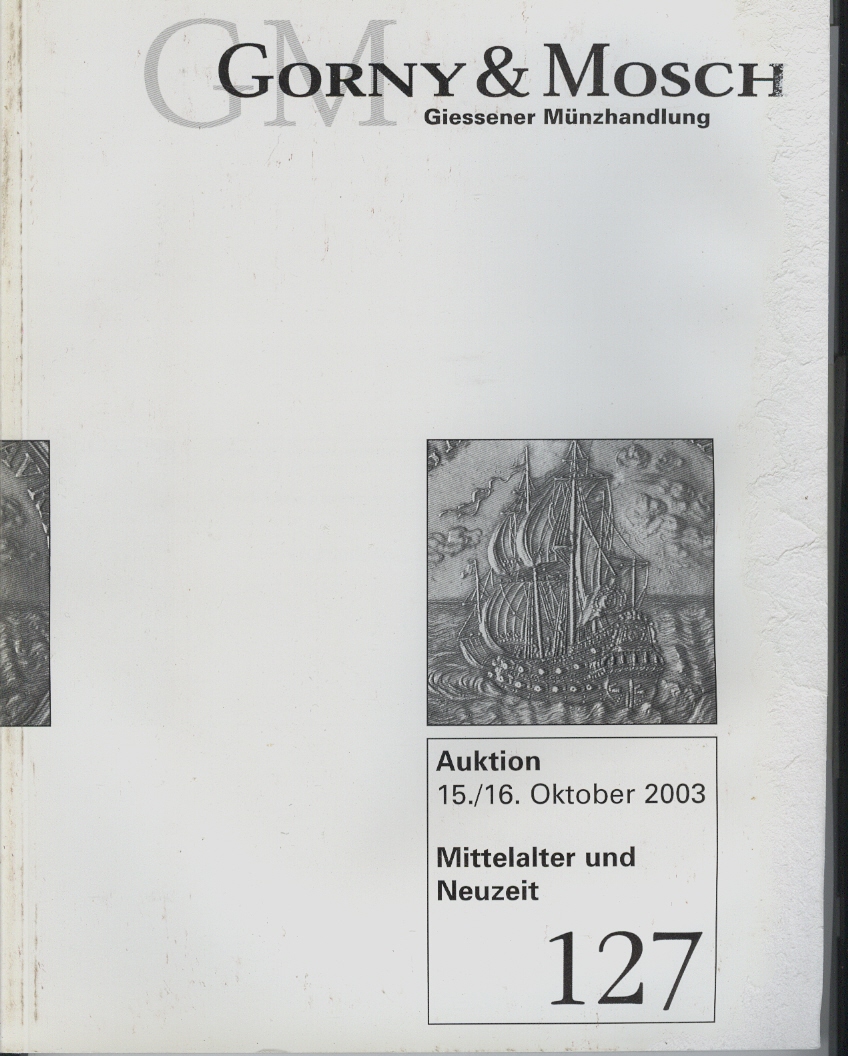 GM
GORNY & MOSCH
Giessener Münzhandlung
Auktion
15./16. Oktober 2003
Mittelalter und
Neuzeit
127